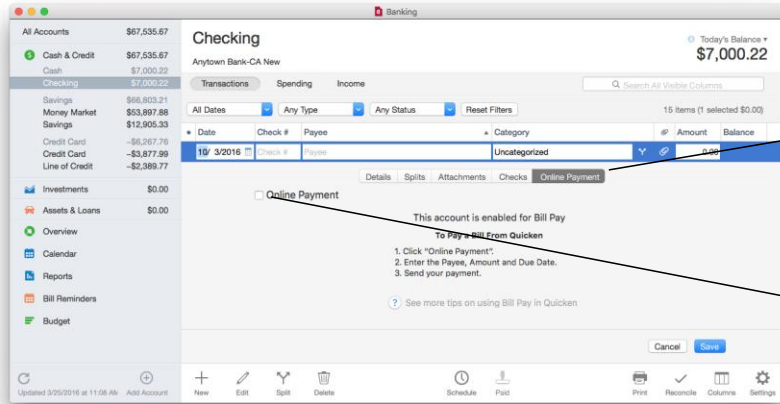 Banking
All Accounts $67,535.67
Cash & Credit $67,535.67
Cash $7,000.22
Checking $7,000.22
Savings $66,803.21
Money Market $53,897.88
Savings $12,905.33
Credit Card -$6,267.76
Credit Card -$3,877.99
Line of Credit -$2,389.77
Investments $0.00
Assets & Loans $0.00
Overview
Calendar
Reports
Bill Reminders
Budget
Updated 3/25/2016 at 11:08 AM Add Account
Checking
Anytown Bank-CA New
Today's Balance
$7,000.22
Transactions Spending Income
Search All Visible Columns
All Dates Any Type Any Status Reset Filters
15 items (1 selected $0.00)
Date Check # Payee Category Amount Balance
10/ 3/2016 Check # Payee Uncategorized 0.00
Details Splits Attachments Checks Online Payment
Online Payment
This account is enabled for Bill Pay
To Pay a Bill From Quicken
1. Click "Online Payment".
2. Enter the Payee, Amount and Due Date.
3. Send your payment.
? See more tips on using Bill Pay in Quicken
Cancel Save
New Edit Split Delete Schedule Paid Print Reconcile Columns Settings